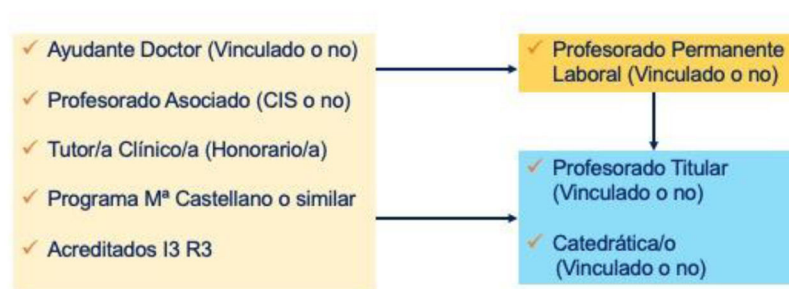 Ayudante Doctor (Vinculado o no)
Profesorado Asociado (CIS o no)
Tutor/a Clínico/a (Honorario/a)
Programa Mª Castellano o similar
Acreditados I3 R3
Profesorado Permanente
Laboral (Vinculado o no)
Profesorado Titular
(Vinculado o no)
Catedrática/o
(Vinculado o no)